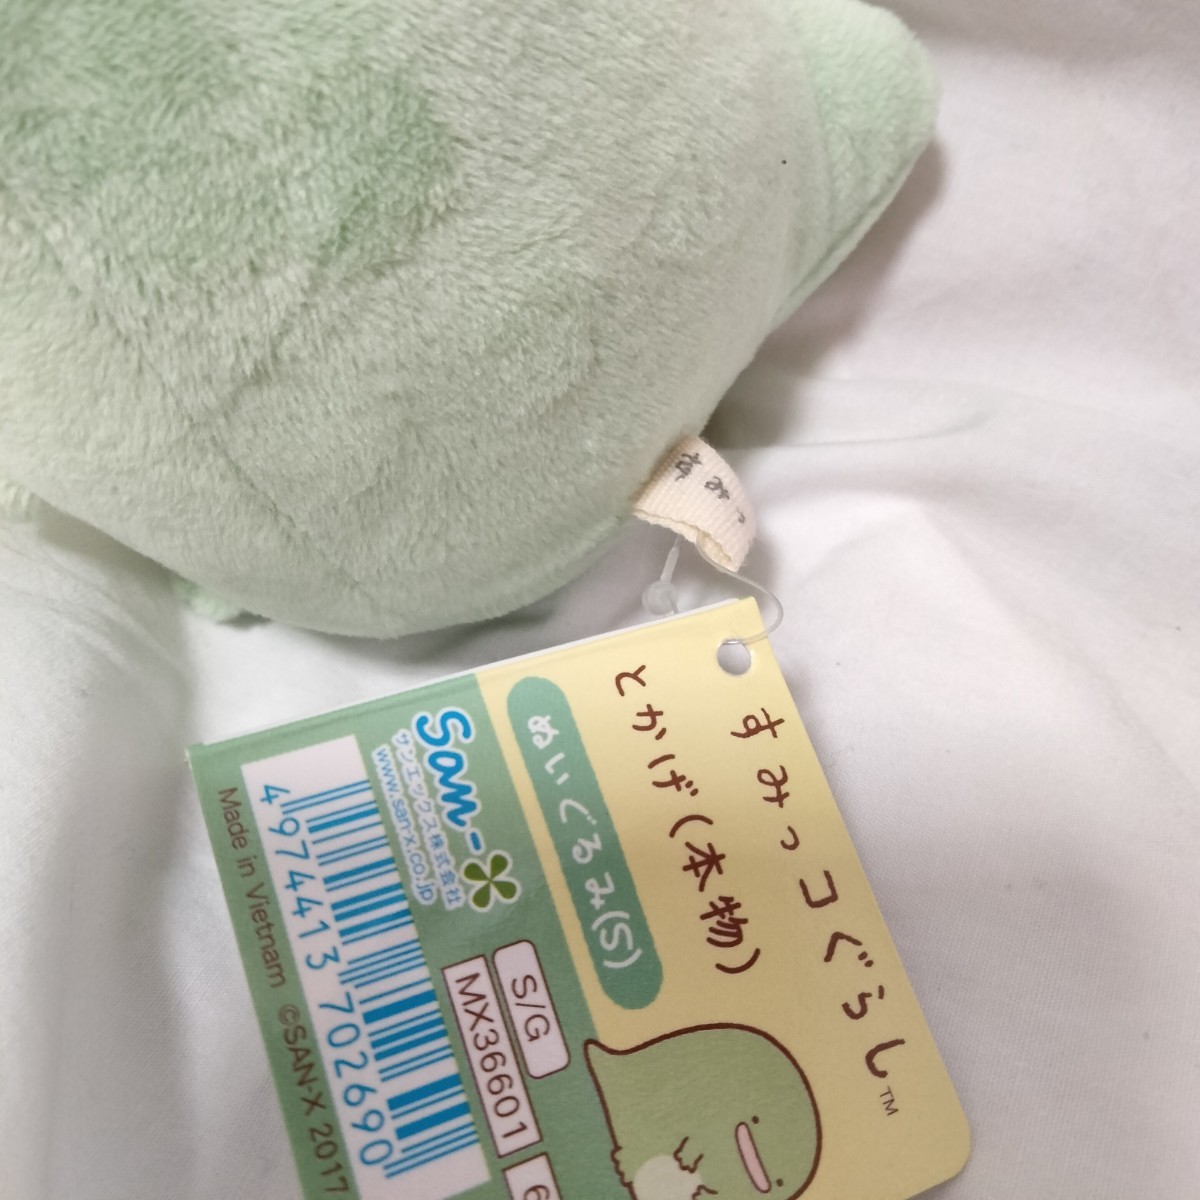 すみっコぐらし™
とかげ(本物)
ぬいぐるみ(S)
San-X
サンエックス株式会社
www.san-x.co.jp
S/G
MX36601
6
4974413702690
Made in Vietnam ©SAN-X 2017